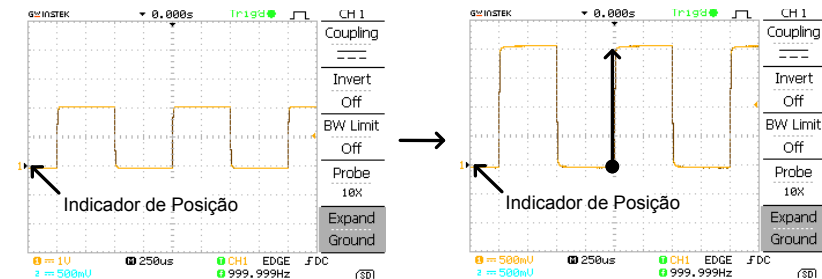 GWINSTEK 0.000s Trig'd CH 1
Coupling
Invert
Off
BW Limit
Off
Probe
10X
Expand
Ground
1
Indicador de Posição
1 1V 250us CH1 EDGE DC
2 500mV 999.999Hz SD
GWINSTEK 0.000s Trig'd CH 1
Coupling
Invert
Off
BW Limit
Off
Probe
10X
Expand
Ground
1
Indicador de Posição
1 500mV 250us CH1 EDGE DC
2 500mV 999.999Hz SD